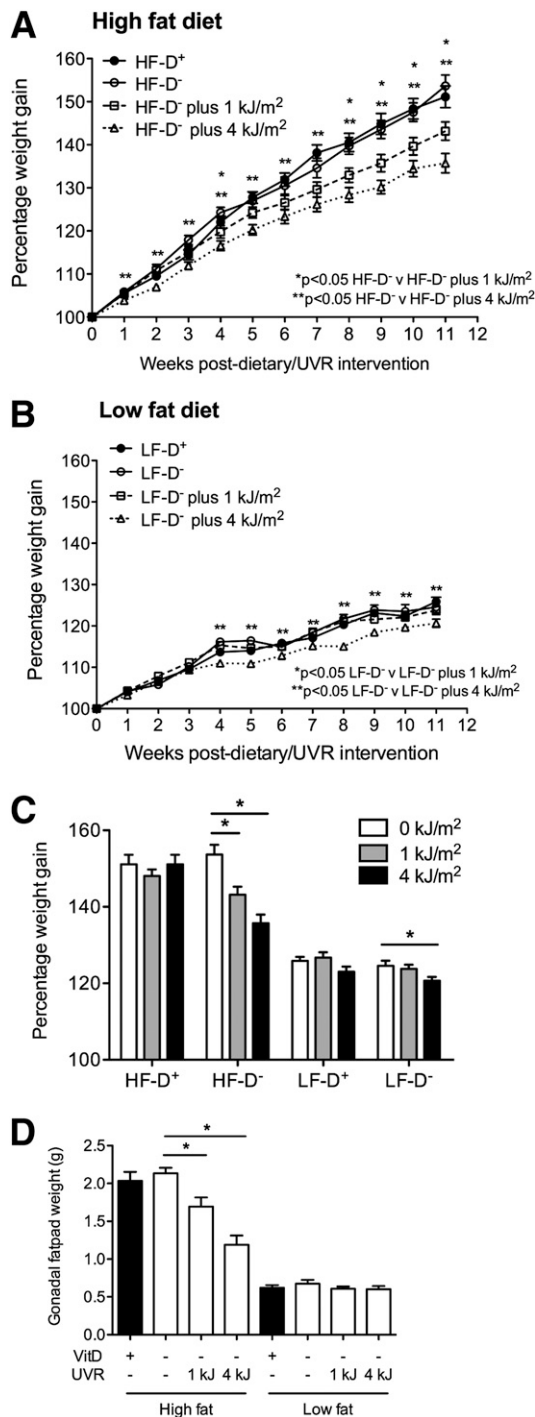 A
High fat diet
HF-D+
HF-D-
HF-D- plus 1 kJ/m2
HF-D- plus 4 kJ/m2
Percentage weight gain
160
150
140
130
120
110
100
*
*
*
*
*
**
**
**
**
**
**
**
**
**
**
**
*p<0.05 HF-D- v HF-D- plus 1 kJ/m2
**p<0.05 HF-D- v HF-D- plus 4 kJ/m2
0 1 2 3 4 5 6 7 8 9 10 11 12
Weeks post-dietary/UVR intervention
B
Low fat diet
LF-D+
LF-D-
LF-D- plus 1 kJ/m2
LF-D- plus 4 kJ/m2
Percentage weight gain
160
150
140
130
120
110
100
** ** ** ** ** ** ** **
*p<0.05 LF-D- v LF-D- plus 1 kJ/m2
**p<0.05 LF-D- v LF-D- plus 4 kJ/m2
0 1 2 3 4 5 6 7 8 9 10 11 12
Weeks post-dietary/UVR intervention
C
Percentage weight gain
160
140
120
100
*
*
*
0 kJ/m2
1 kJ/m2
4 kJ/m2
HF-D+ HF-D- LF-D+ LF-D-
D
Gonadal fatpad weight (g)
2.5
2.0
1.5
1.0
0.5
0.0
*
*
VitD + - - - + - - -
UVR - - 1 kJ 4 kJ - - 1 kJ 4 kJ
High fat Low fat